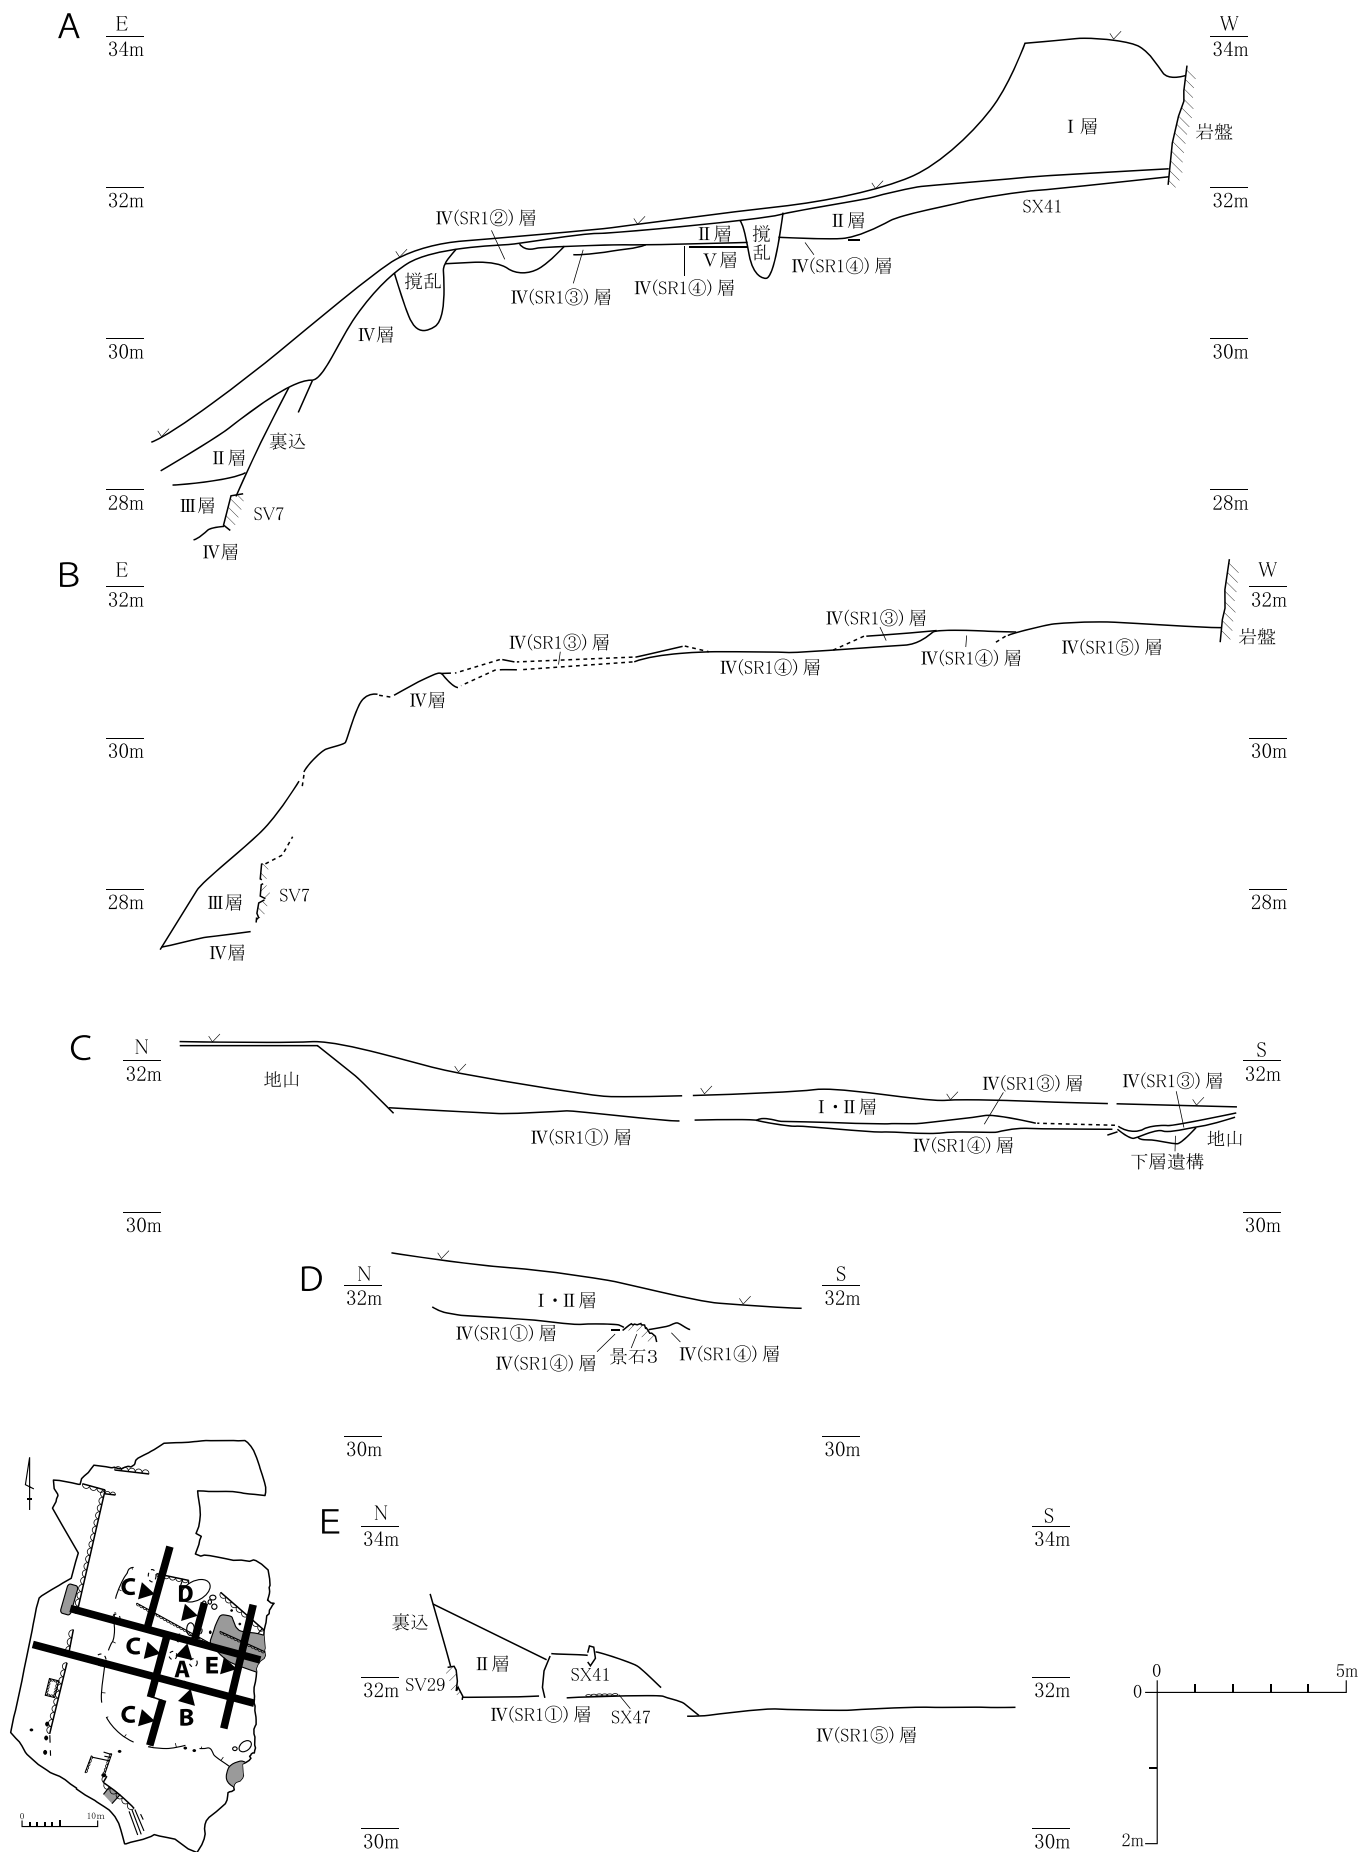 A
E
34m
W
34m
Ⅰ層
岩盤
32m
32m
SX41
Ⅳ(SR1②)層
Ⅱ層
撹乱
Ⅱ層
Ⅴ層
Ⅳ(SR1④)層
撹乱
Ⅳ(SR1③)層
Ⅳ(SR1④)層
Ⅳ層
30m
30m
裏込
Ⅱ層
28m
28m
Ⅲ層
SV7
Ⅳ層
B
E
32m
W
32m
岩盤
Ⅳ(SR1③)層
Ⅳ(SR1③)層
Ⅳ(SR1④)層
Ⅳ(SR1④)層
Ⅳ(SR1⑤)層
Ⅳ層
30m
30m
28m
28m
Ⅲ層
SV7
Ⅳ層
C
N
32m
S
32m
地山
Ⅳ(SR1③)層
Ⅳ(SR1③)層
Ⅰ・Ⅱ層
Ⅳ(SR1①)層
Ⅳ(SR1④)層
地山
下層遺構
30m
30m
D
N
32m
S
32m
Ⅰ・Ⅱ層
Ⅳ(SR1①)層
Ⅳ(SR1④)層
景石3
Ⅳ(SR1④)層
30m
30m
E
N
34m
S
34m
裏込
Ⅱ層
SX41
SV29
32m
32m
Ⅳ(SR1①)層
SX47
Ⅳ(SR1⑤)層
30m
30m
C
D
C
A
E
C
B
0
10m
0
5m
0
2m